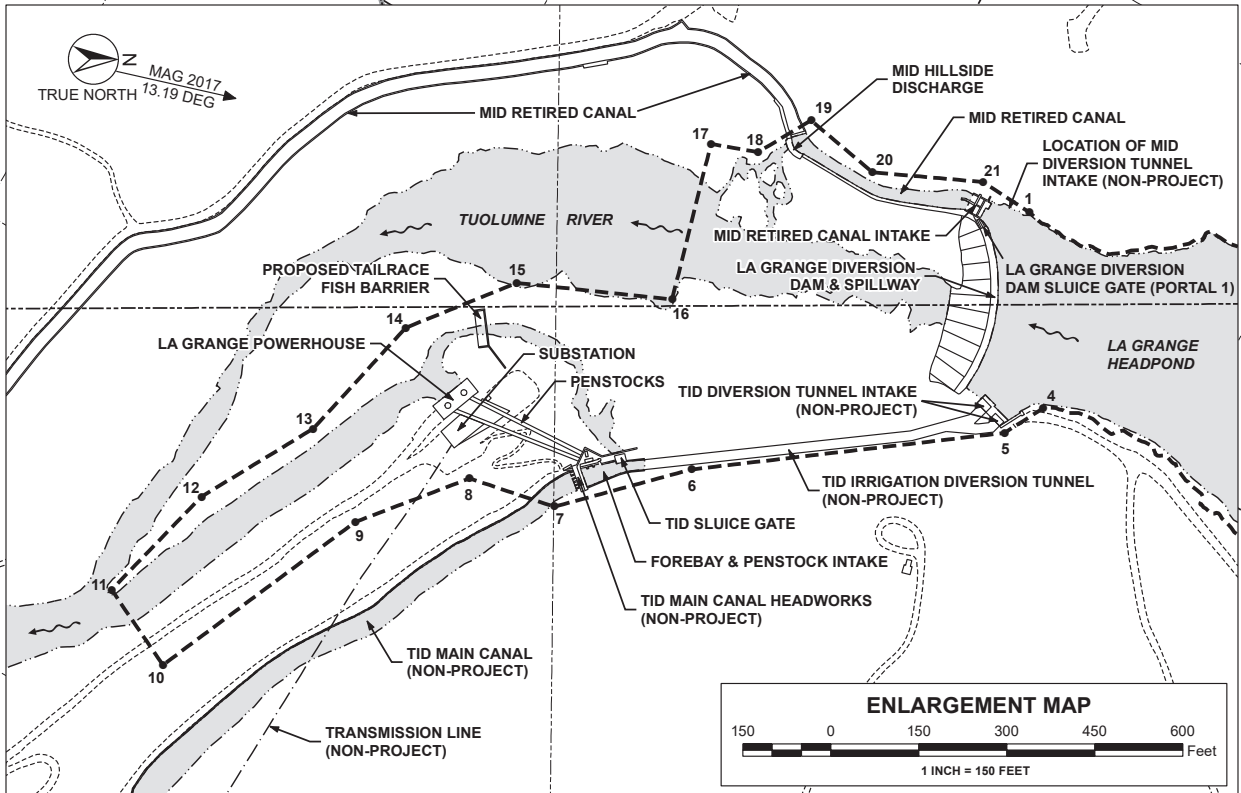 N
TRUE NORTH
MAG 2017
13.19 DEG
MID RETIRED CANAL
MID HILLSIDE
DISCHARGE
19
17
18
MID RETIRED CANAL
LOCATION OF MID
DIVERSION TUNNEL
INTAKE (NON-PROJECT)
20
21
1
TUOLUMNE RIVER
MID RETIRED CANAL INTAKE
LA GRANGE DIVERSION
DAM & SPILLWAY
LA GRANGE DIVERSION
DAM SLUICE GATE (PORTAL 1)
PROPOSED TAILRACE
FISH BARRIER
15
16
14
LA GRANGE POWERHOUSE
SUBSTATION
PENSTOCKS
LA GRANGE
HEADPOND
TID DIVERSION TUNNEL INTAKE
(NON-PROJECT)
4
5
13
12
8
6
7
9
TID IRRIGATION DIVERSION TUNNEL
(NON-PROJECT)
TID SLUICE GATE
FOREBAY & PENSTOCK INTAKE
TID MAIN CANAL HEADWORKS
(NON-PROJECT)
11
10
TID MAIN CANAL
(NON-PROJECT)
TRANSMISSION LINE
(NON-PROJECT)
ENLARGEMENT MAP
150 0 150 300 450 600
Feet
1 INCH = 150 FEET